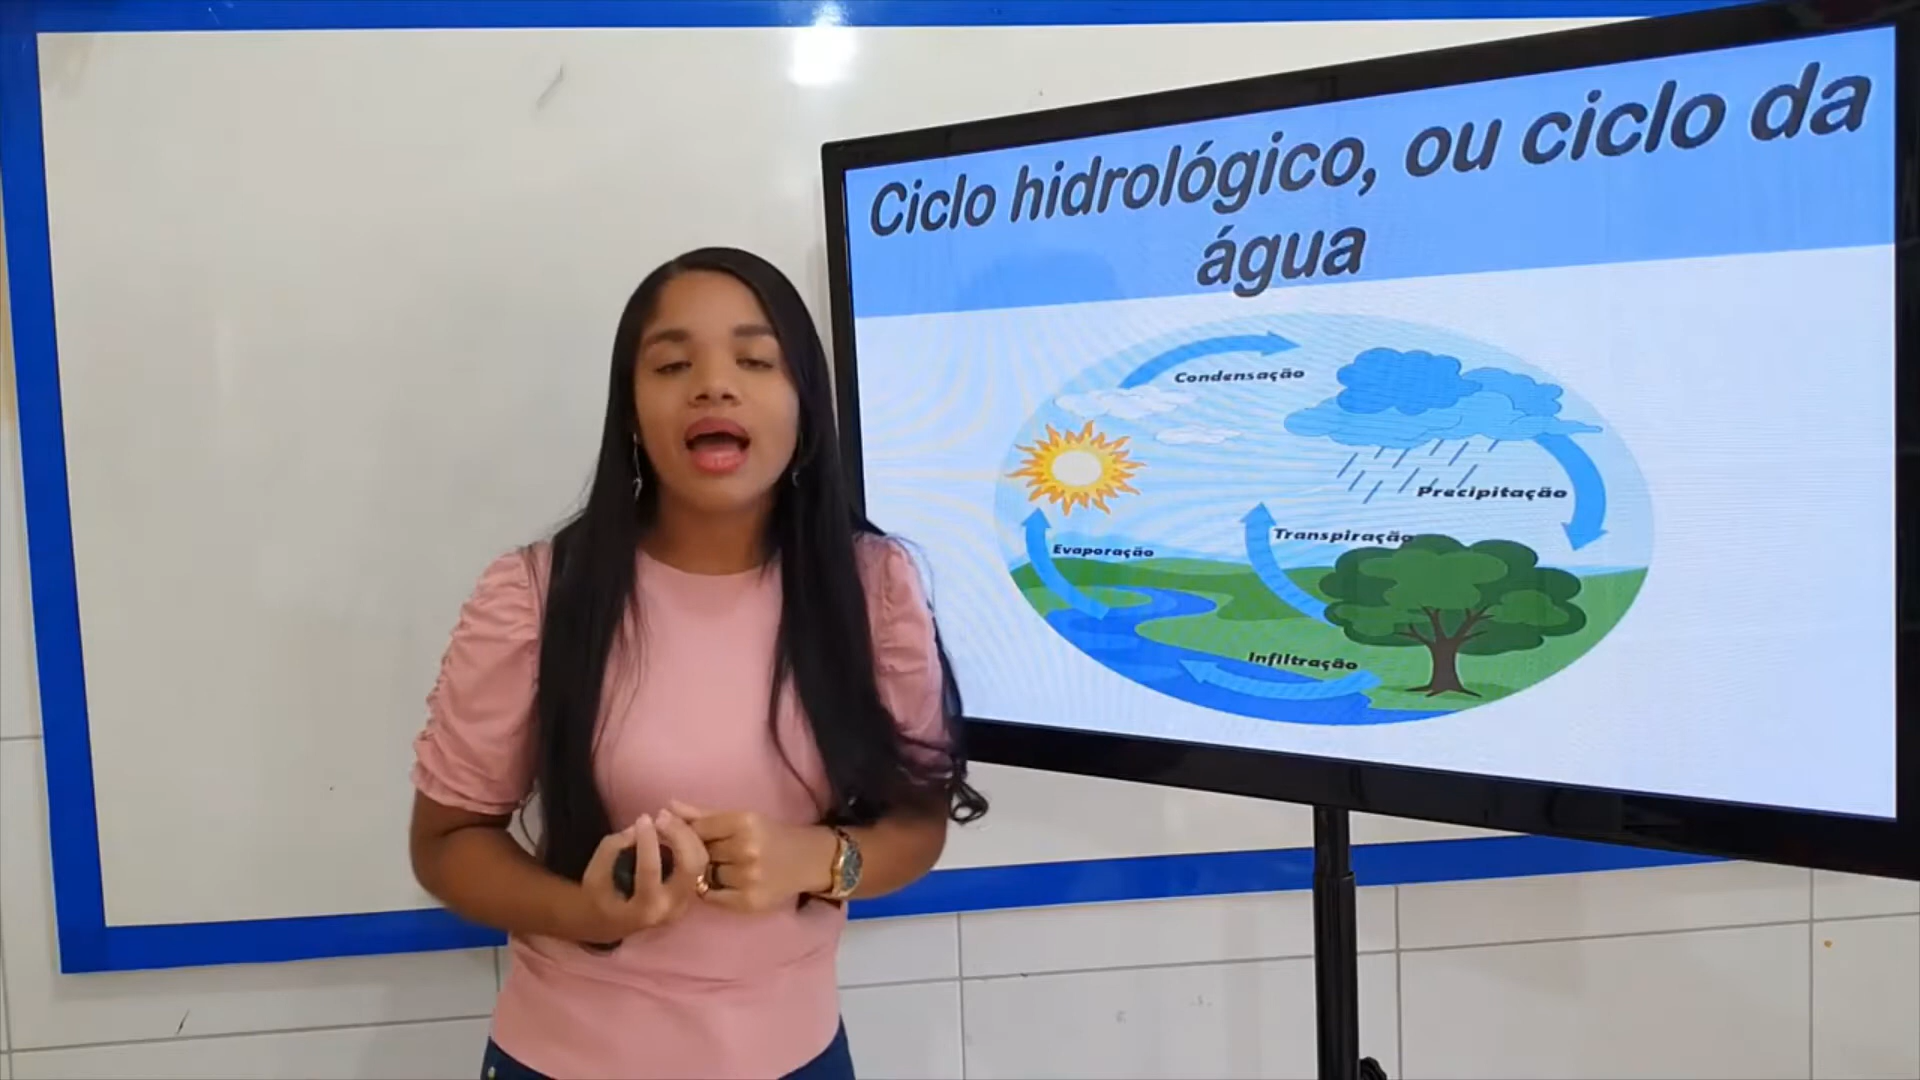 Ciclo hidrológico, ou ciclo da
água
Condensação
Precipitação
Transpiração
Evaporação
Infiltração